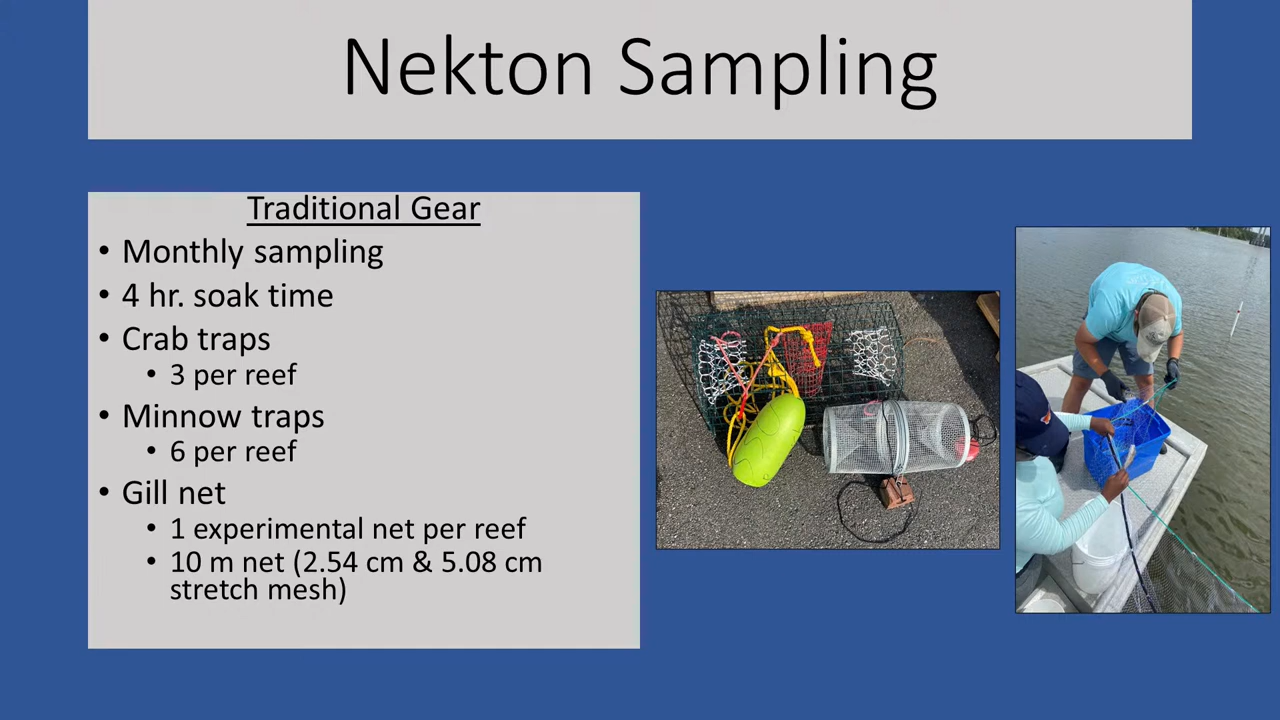 Nekton Sampling
Traditional Gear
• Monthly sampling
• 4 hr. soak time
• Crab traps
• 3 per reef
• Minnow traps
• 6 per reef
• Gill net
• 1 experimental net per reef
• 10 m net (2.54 cm & 5.08 cm
stretch mesh)